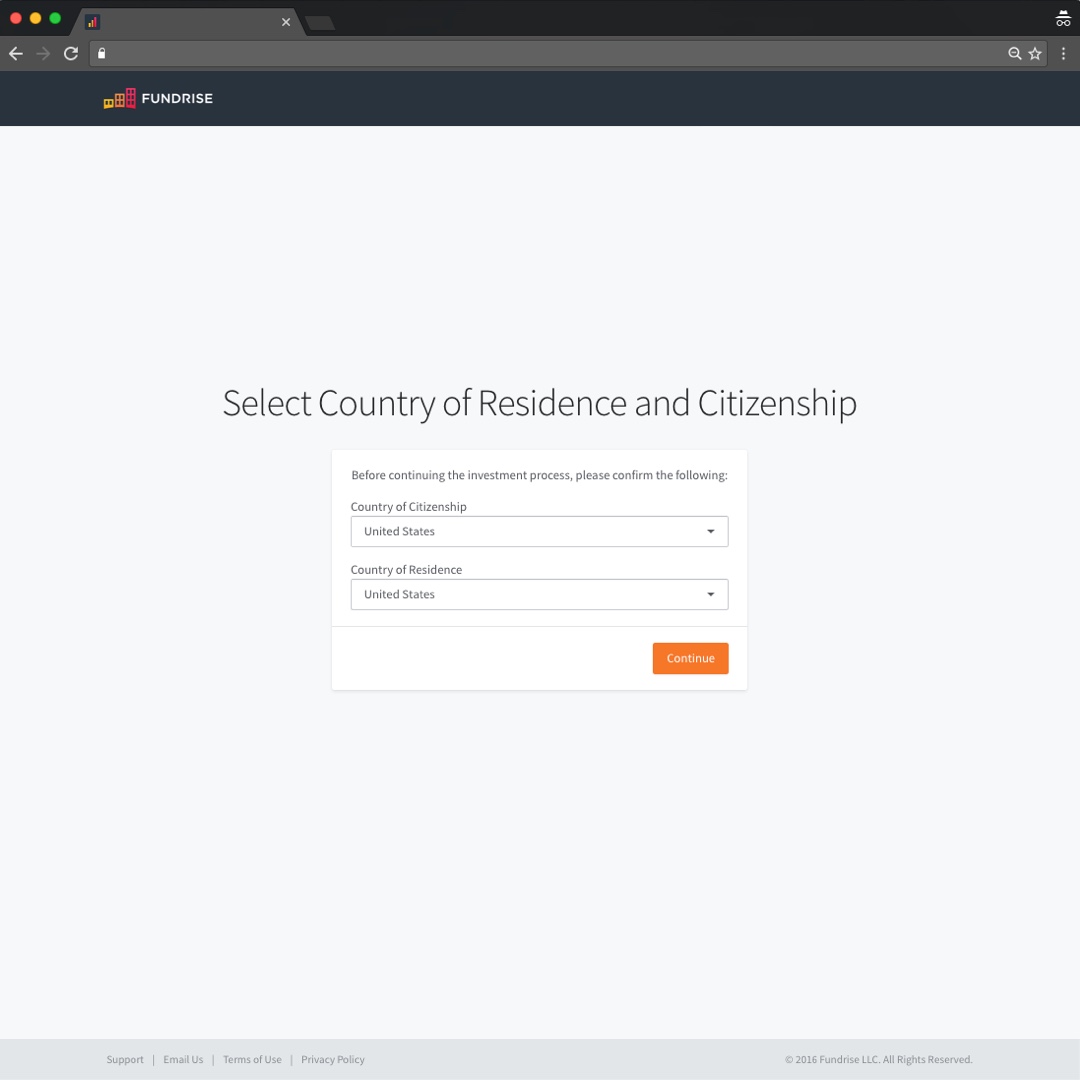 FUNDRISE
Select Country of Residence and Citizenship
Before continuing the investment process, please confirm the following:
Country of Citizenship
United States
Country of Residence
United States
Continue
Support | Email Us | Terms of Use | Privacy Policy
© 2016 Fundrise LLC. All Rights Reserved.